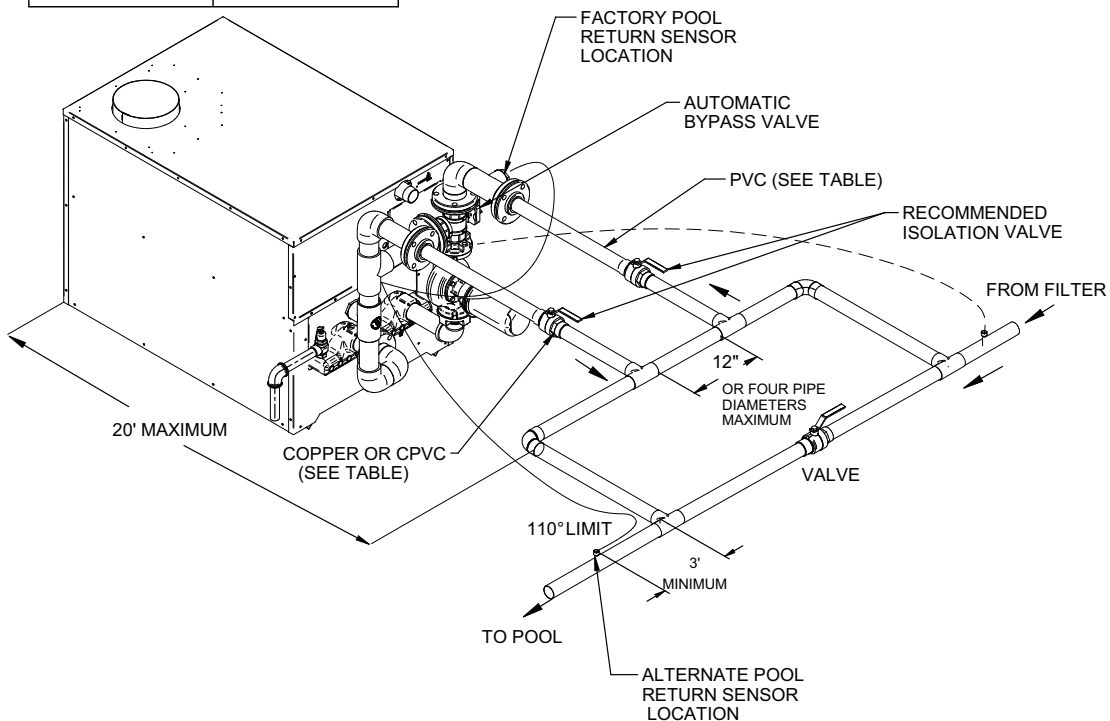 FACTORY POOL
RETURN SENSOR
LOCATION
AUTOMATIC
BYPASS VALVE
PVC (SEE TABLE)
RECOMMENDED
ISOLATION VALVE
FROM FILTER
12"
OR FOUR PIPE
DIAMETERS
MAXIMUM
20' MAXIMUM
COPPER OR CPVC
(SEE TABLE)
VALVE
110° LIMIT
3'
MINIMUM
TO POOL
ALTERNATE POOL
RETURN SENSOR
LOCATION